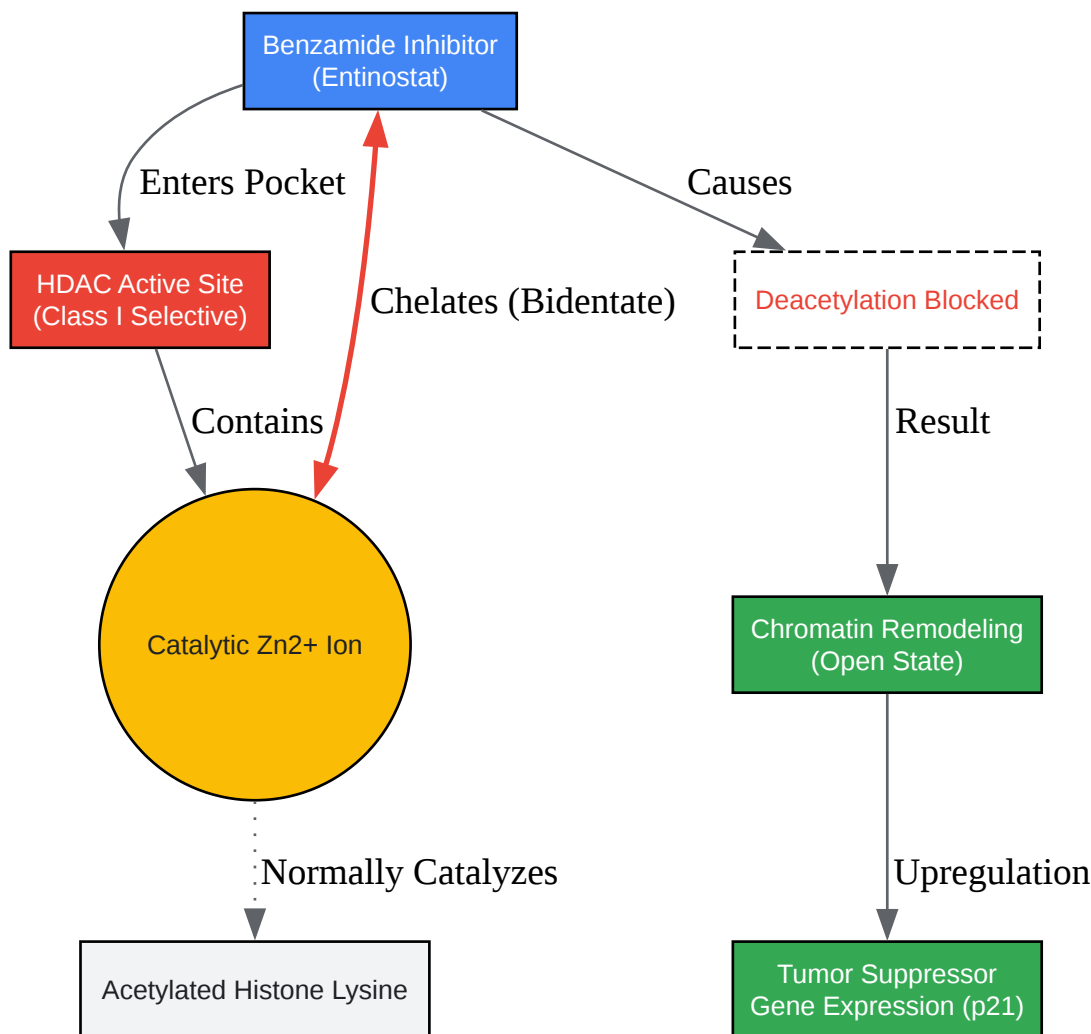 Benzamide Inhibitor
(Entinostat)
Enters Pocket
Causes
HDAC Active Site
(Class I Selective)
Chelates (Bidentate)
Deacetylation Blocked
Contains
Result
Catalytic Zn2+ Ion
Chromatin Remodeling
(Open State)
Normally Catalyzes
Upregulation
Acetylated Histone Lysine
Tumor Suppressor
Gene Expression (p21)